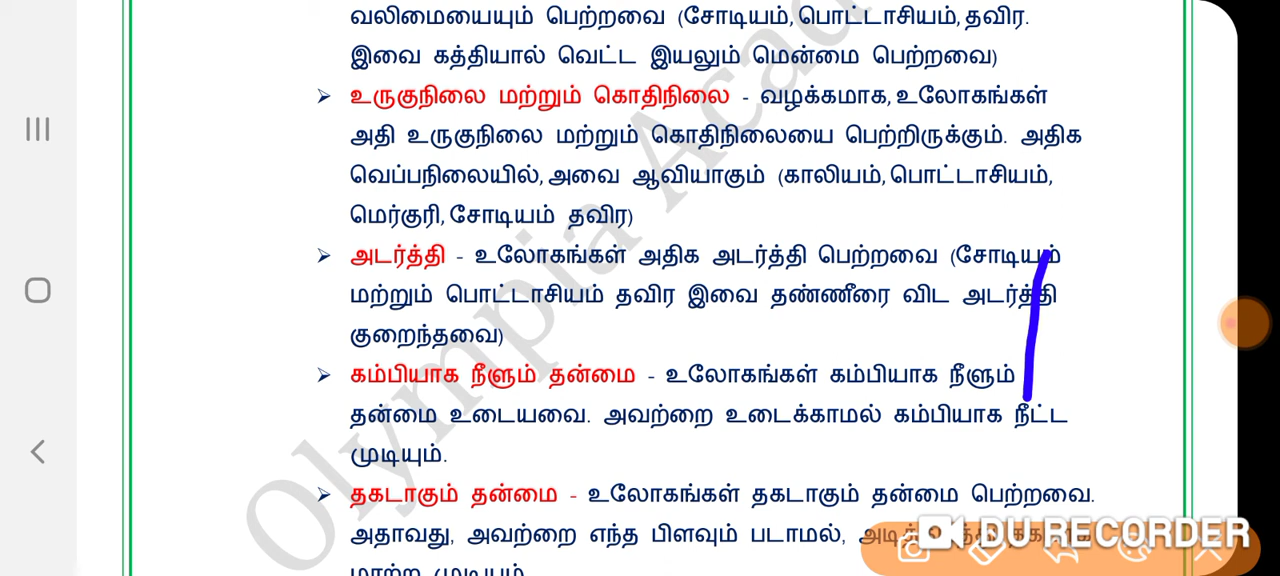 வலிமையையும் பெற்றவை (சோடியம், பொட்டாசியம், தவிர.
இவை கத்தியால் வெட்ட இயலும் மென்மை பெற்றவை)
➢ உருகுநிலை மற்றும் கொதிநிலை - வழக்கமாக, உலோகங்கள்
அதி உருகுநிலை மற்றும் கொதிநிலையை பெற்றிருக்கும். அதிக
வெப்பநிலையில், அவை ஆவியாகும் (காலியம், பொட்டாசியம்,
மெர்குரி, சோடியம் தவிர)
➢ அடர்த்தி - உலோகங்கள் அதிக அடர்த்தி பெற்றவை (சோடியம்
மற்றும் பொட்டாசியம் தவிர இவை தண்ணீரை விட அடர்த்தி
குறைந்தவை)
➢ கம்பியாக நீளும் தன்மை - உலோகங்கள் கம்பியாக நீளும்
தன்மை உடையவை. அவற்றை உடைக்காமல் கம்பியாக நீட்ட
முடியும்.
➢ தகடாகும் தன்மை - உலோகங்கள் தகடாகும் தன்மை பெற்றவை.
அதாவது, அவற்றை எந்த பிளவும் படாமல்,
மாற்ற முடியும்
Olympia Acad
DU RECORDER